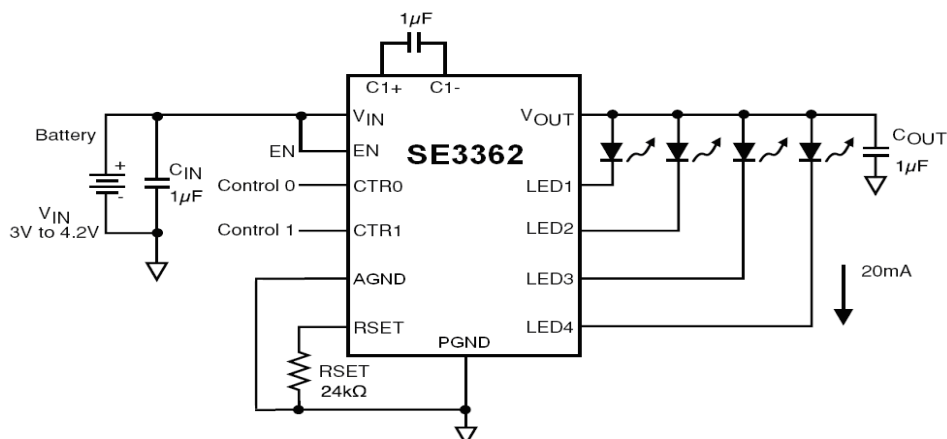 1µF
C1+ C1-
Battery
+
-
VIN
3V to 4.2V
CIN
1µF
EN
Control 0
Control 1
VIN
EN
CTR0
CTR1
AGND
RSET
SE3362
PGND
VOUT
LED1
LED2
LED3
LED4
RSET
24kΩ
COUT
1µF
20mA